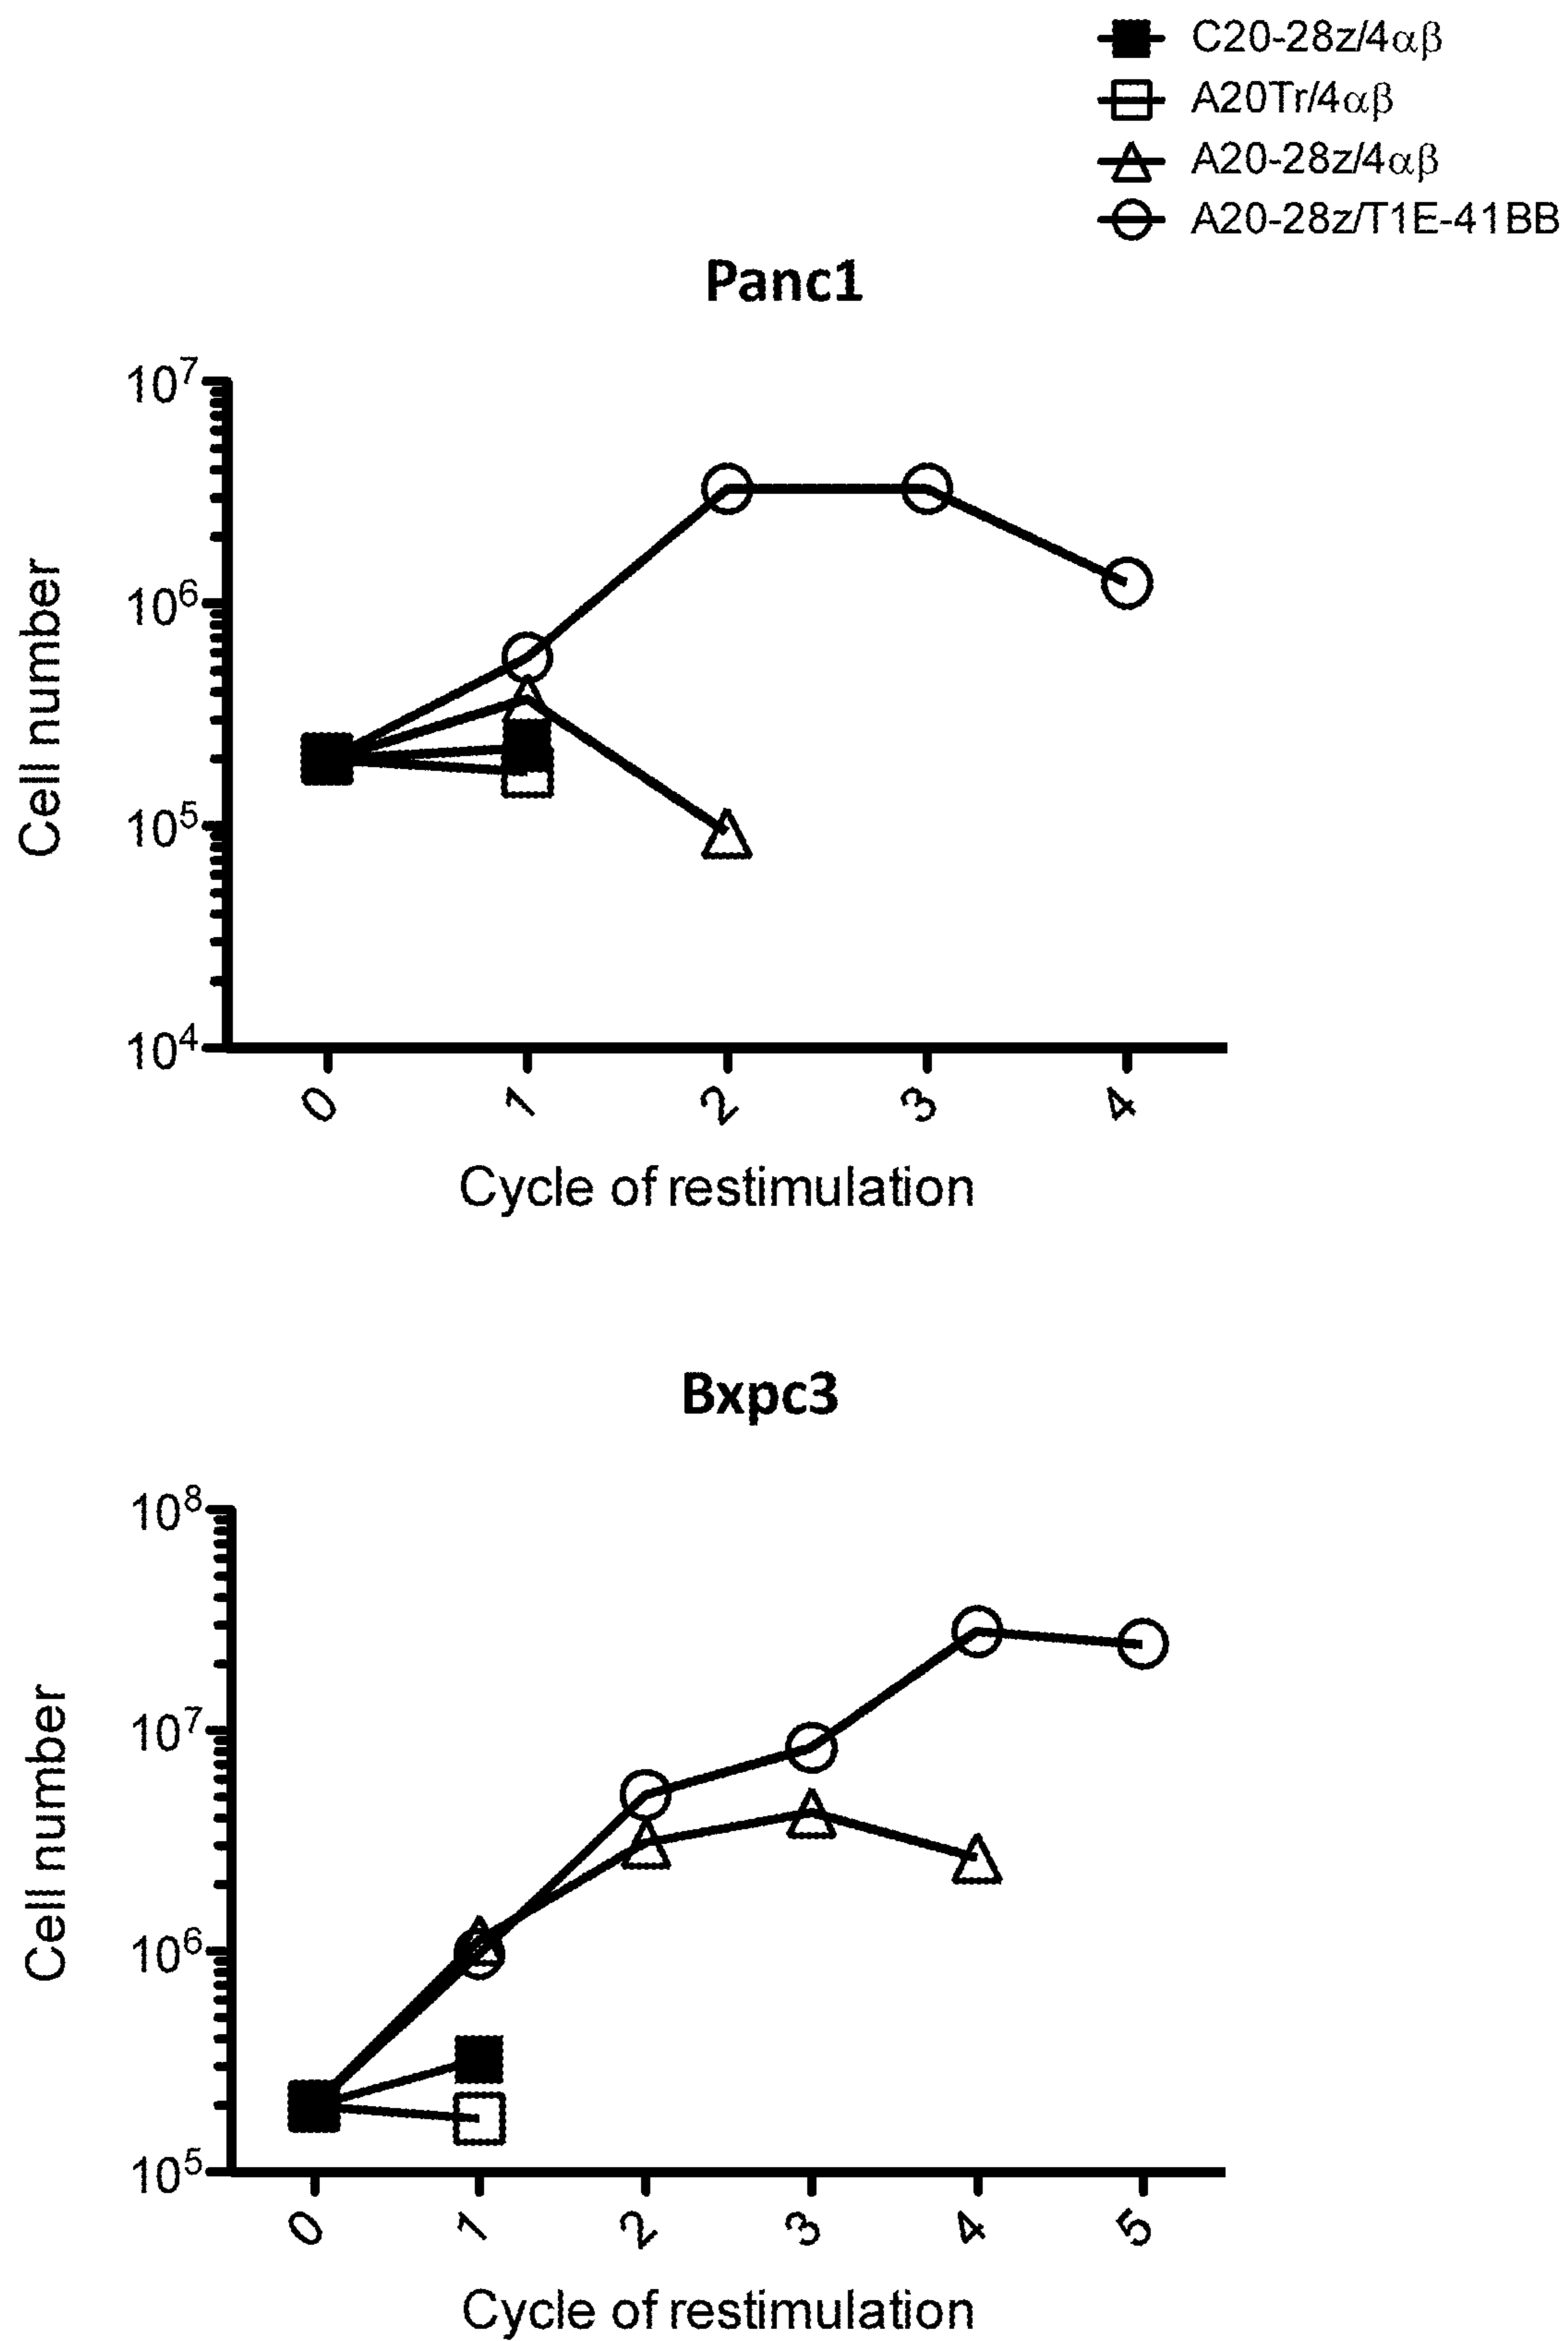 C20-28z/4αβ
A20Tr/4αβ
A20-28z/4αβ
A20-28z/T1E-41BB
Panc1
10⁷
10⁶
10⁵
10⁴
Cell number
0 1 2 3 4
Cycle of restimulation
Bxpc3
10⁸
10⁷
10⁶
10⁵
Cell number
0 1 2 3 4 5
Cycle of restimulation